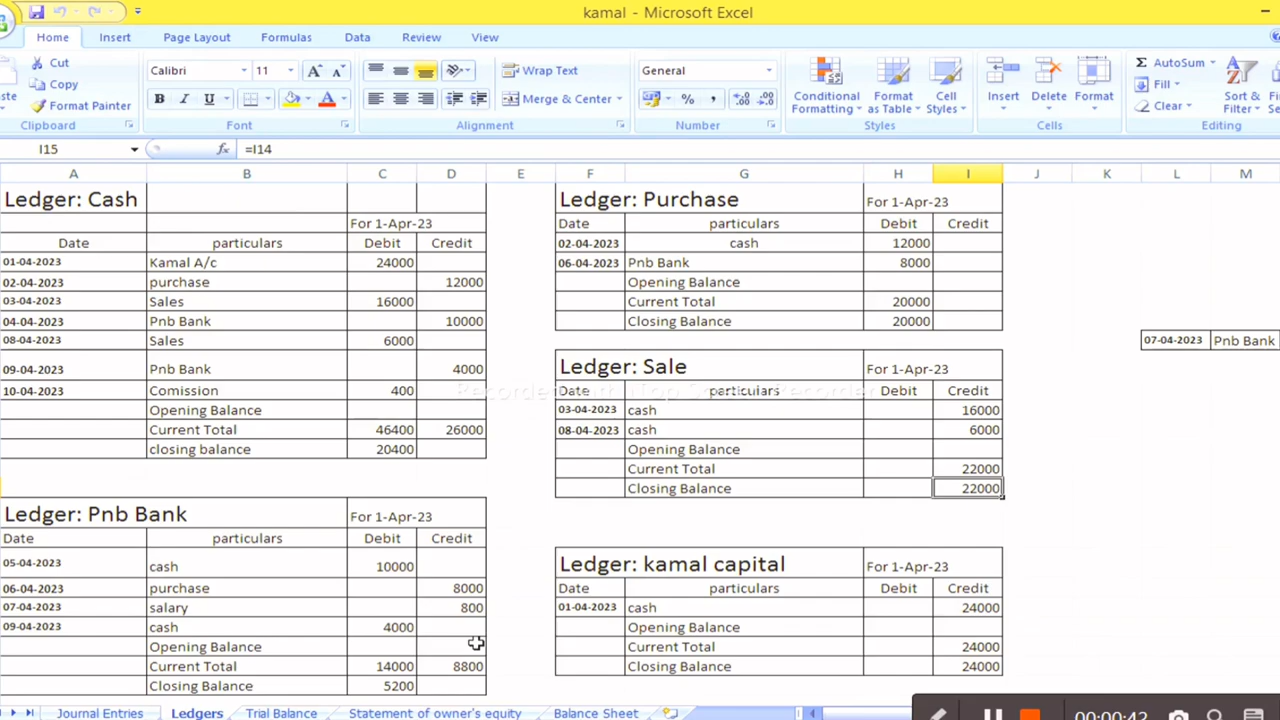 kamal - Microsoft Excel
Home Insert Page Layout Formulas Data Review View
Cut
Copy
Format Painter
Clipboard
Calibri 11
B I U
Font
Wrap Text
Merge & Center
Alignment
General
Number
Conditional Formatting
Format as Table
Cell Styles
Styles
Insert Delete Format
Cells
AutoSum
Fill
Clear
Sort & Filter
Editing
I15 fx =I14
A B C D E F G H I J K L M
Ledger: Cash
For 1-Apr-23
Date particulars Debit Credit
01-04-2023 Kamal A/c 24000
02-04-2023 purchase 12000
03-04-2023 Sales 16000
04-04-2023 Pnb Bank 10000
08-04-2023 Sales 6000
09-04-2023 Pnb Bank 4000
10-04-2023 Comission 400
Opening Balance
Current Total 46400 26000
closing balance 20400
Ledger: Pnb Bank For 1-Apr-23
Date particulars Debit Credit
05-04-2023 cash 10000
06-04-2023 purchase 8000
07-04-2023 salary 800
09-04-2023 cash 4000
Opening Balance
Current Total 14000 8800
Closing Balance 5200
Ledger: Purchase For 1-Apr-23
Date particulars Debit Credit
02-04-2023 cash 12000
06-04-2023 Pnb Bank 8000
Opening Balance
Current Total 20000
Closing Balance 20000
07-04-2023 Pnb Bank
Ledger: Sale For 1-Apr-23
Date particulars Debit Credit
03-04-2023 cash 16000
08-04-2023 cash 6000
Opening Balance
Current Total 22000
Closing Balance 22000
Ledger: kamal capital For 1-Apr-23
Date particulars Debit Credit
01-04-2023 cash 24000
Opening Balance
Current Total 24000
Closing Balance 24000
Journal Entries Ledgers Trial Balance Statement of owner's equity Balance Sheet
00:00:42